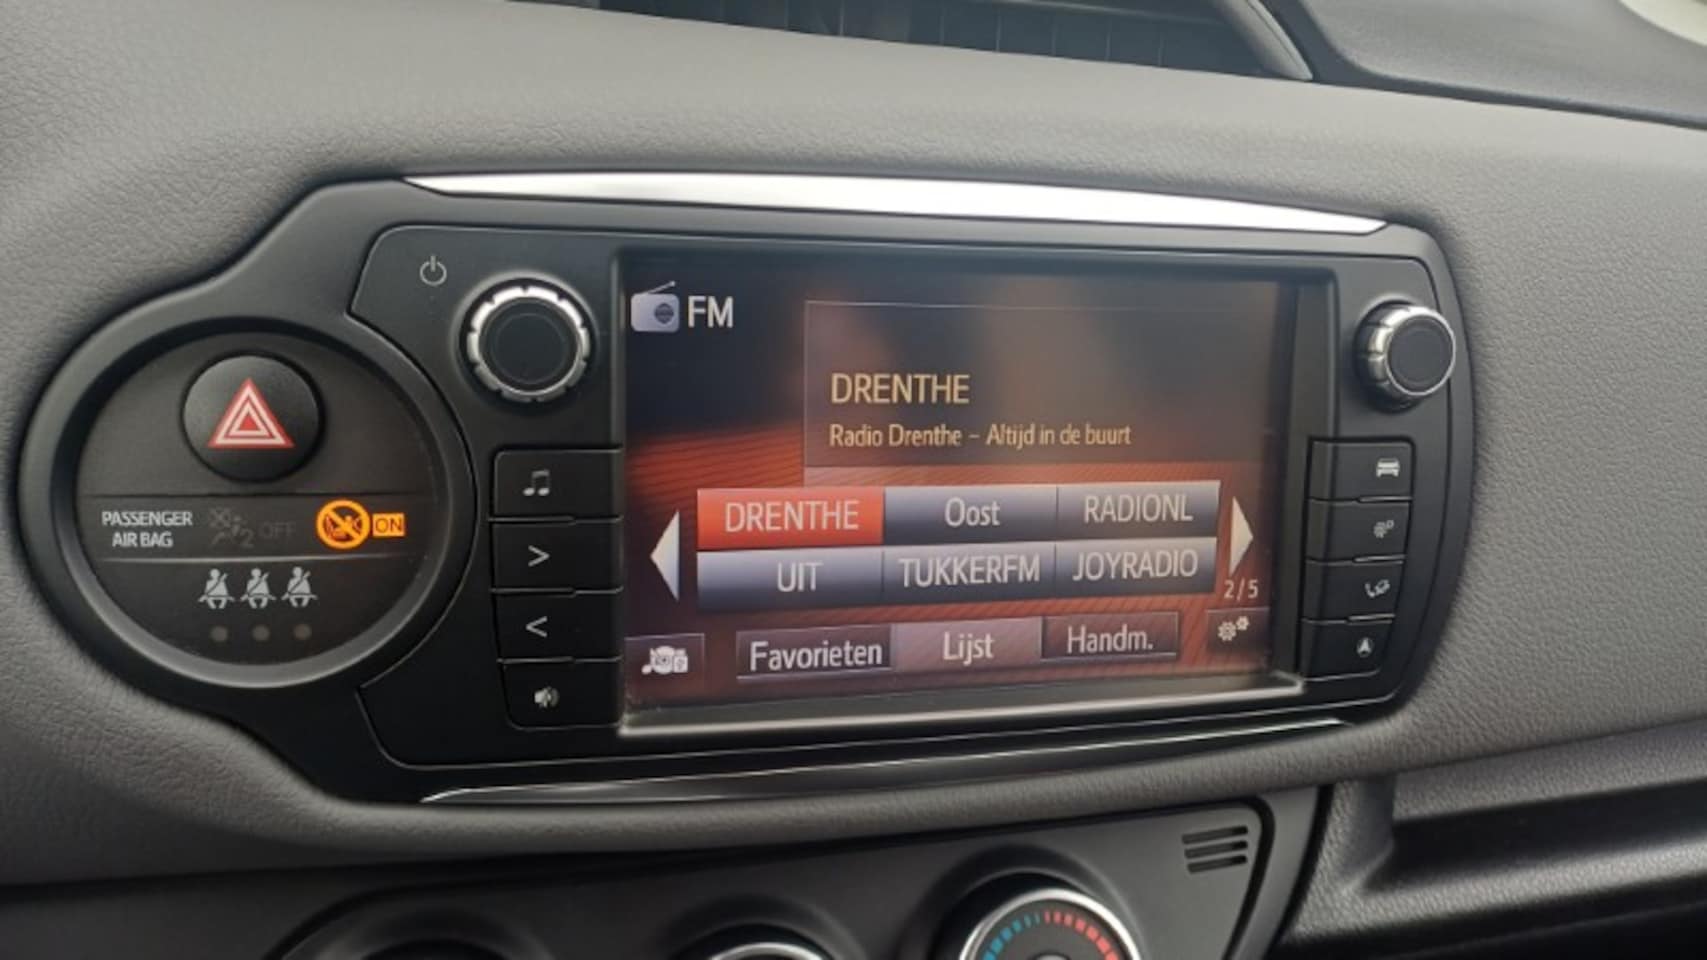 FM
DRENTHE
Radio Drenthe - Altijd in de buurt
DRENTHE Oost RADIONL
UIT TUKKERFM JOYRADIO
2/5
Favorieten Lijst Handm.
PASSENGER
AIR BAG
2 OFF
ON